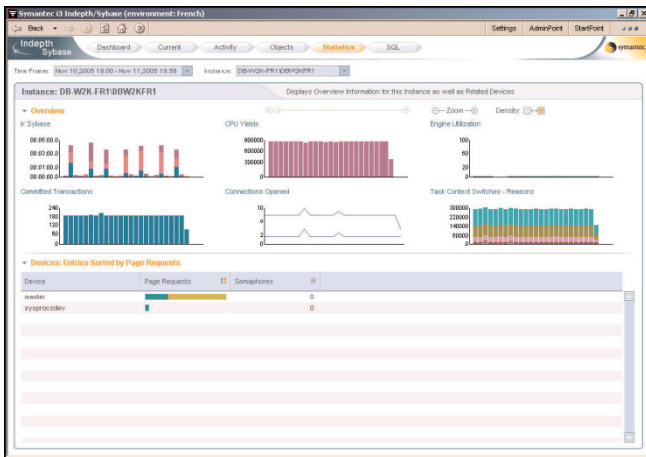 Symantec i3 Indepth/Sybase (environment: French)
Back
Settings AdminPoint StartPoint
Indepth
Sybase
Dashboard Current Activity Objects Statistics SQL
symantec.
Time Frame: Nov 10,2005 19:00 - Nov 11,2005 19:59 Instance: DB-W2K-FR1\DBW2KFR1
Instance: DB-W2K-FR1\DBW2KFR1 Displays Overview Information for this Instance as well as Related Devices
Overview Zoom Density:
Ir Sybase CPU Yields Engine Utilization
00:05:00.0 900000 100
00:03:00.0 600000 60
00:01:00.0 300000 20
00:00:00.0 0 0
Committed Transactions Connections Opened Task Context Switches - Reasons
240 10 300000
180 6 220000
120 2 140000
60 0 60000
0 0
Devices: Entries Sorted by Page Requests
Device Page Requests Semaphores
master 0
sysprocsdev 0